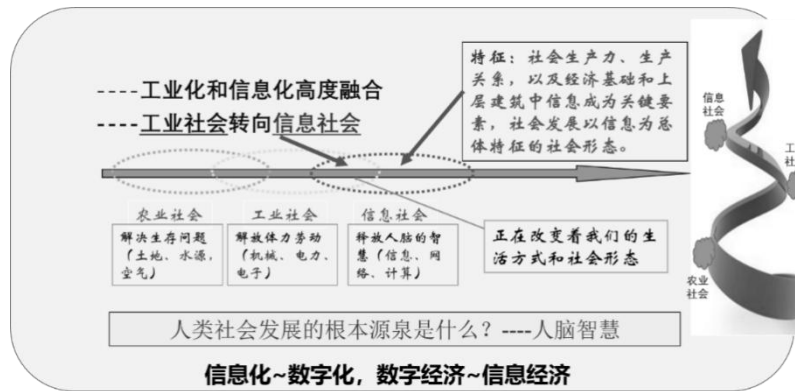 ----工业化和信息化高度融合
----工业社会转向信息社会
特征：社会生产力、生产
关系，以及经济基础和上
层建筑中信息成为关键要
素，社会发展以信息为总
体特征的社会形态。
农业社会
解决生存问题
（土地、水源，
空气）
工业社会
解放体力劳动
（机械、电力、
电子）
信息社会
释放人脑的智
慧（信息、网
络、计算）
正在改变着我们的生
活方式和社会形态
信息
社会
工
社
农业
社会
人类社会发展的根本源泉是什么？----人脑智慧
信息化~数字化，数字经济~信息经济